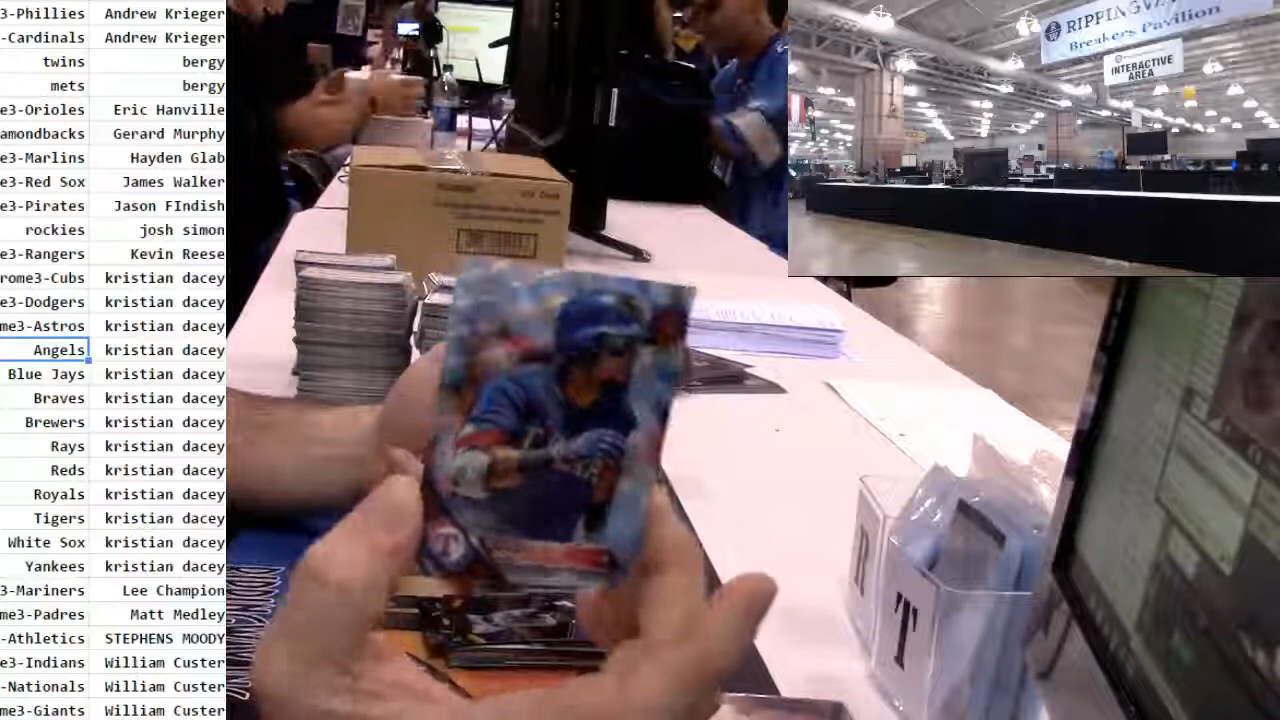 3-Phillies Andrew Krieger
-Cardinals Andrew Krieger
twins bergy
mets bergy
e3-Orioles Eric Hanville
amondbacks Gerard Murphy
e3-Marlins Hayden Glab
e3-Red Sox James Walker
e3-Pirates Jason FIndish
rockies josh simon
e3-Rangers Kevin Reese
rome3-Cubs kristian dacey
e3-Dodgers kristian dacey
me3-Astros kristian dacey
Angels kristian dacey
Blue Jays kristian dacey
Braves kristian dacey
Brewers kristian dacey
Rays kristian dacey
Reds kristian dacey
Royals kristian dacey
Tigers kristian dacey
White Sox kristian dacey
Yankees kristian dacey
3-Mariners Lee Champion
me3-Padres Matt Medley
-Athletics STEPHENS MOODY
e3-Indians William Custer
-Nationals William Custer
me3-Giants William Custer
RIPPINGWA
Breakers Pavilion
INTERACTIVE
AREA
R
T